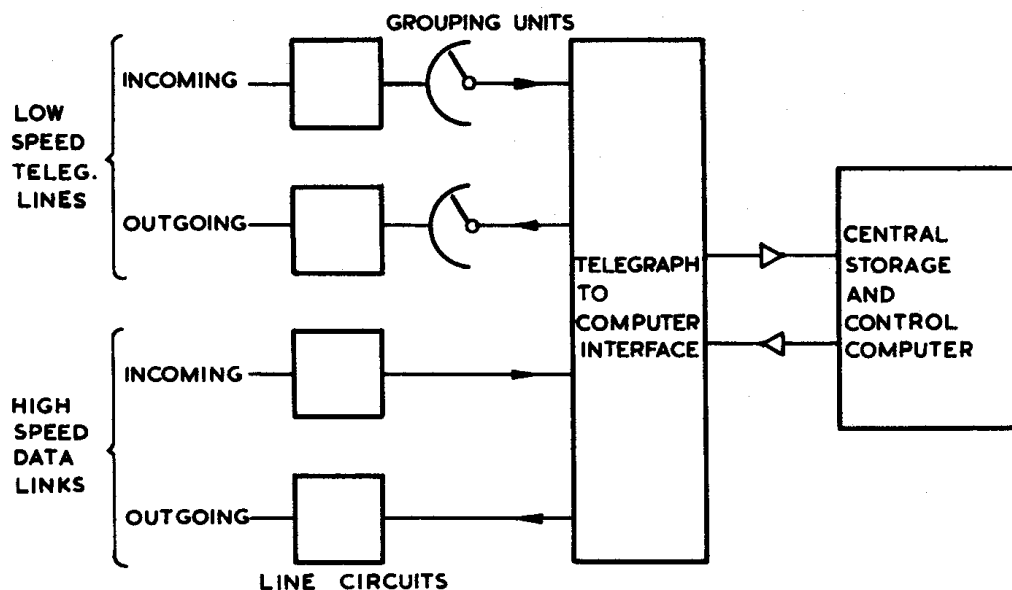 GROUPING UNITS
LOW
SPEED
TELEG.
LINES
INCOMING
OUTGOING
HIGH
SPEED
DATA
LINKS
INCOMING
OUTGOING
LINE CIRCUITS
TELEGRAPH
TO
COMPUTER
INTERFACE
CENTRAL
STORAGE
AND
CONTROL
COMPUTER